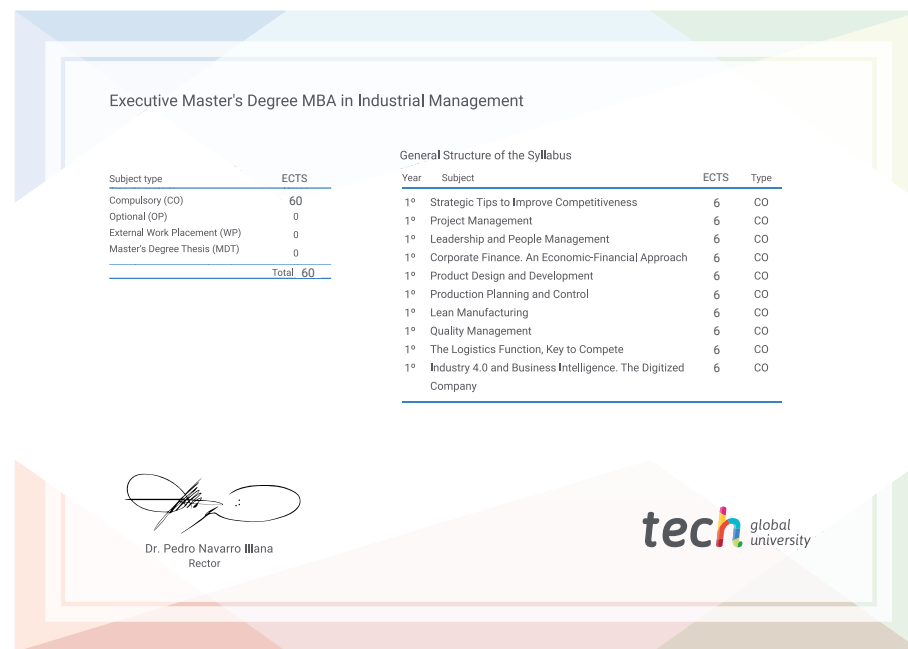 Executive Master's Degree MBA in Industrial Management
Subject type ECTS
Compulsory (CO) 60
Optional (OP) 0
External Work Placement (WP) 0
Master's Degree Thesis (MDT) 0
Total 60
General Structure of the Syllabus
Year Subject ECTS Type
1º Strategic Tips to Improve Competitiveness 6 CO
1º Project Management 6 CO
1º Leadership and People Management 6 CO
1º Corporate Finance. An Economic-Financial Approach 6 CO
1º Product Design and Development 6 CO
1º Production Planning and Control 6 CO
1º Lean Manufacturing 6 CO
1º Quality Management 6 CO
1º The Logistics Function, Key to Compete 6 CO
1º Industry 4.0 and Business Intelligence. The Digitized 6 CO
Company
Dr. Pedro Navarro Illana
Rector
tech global
university